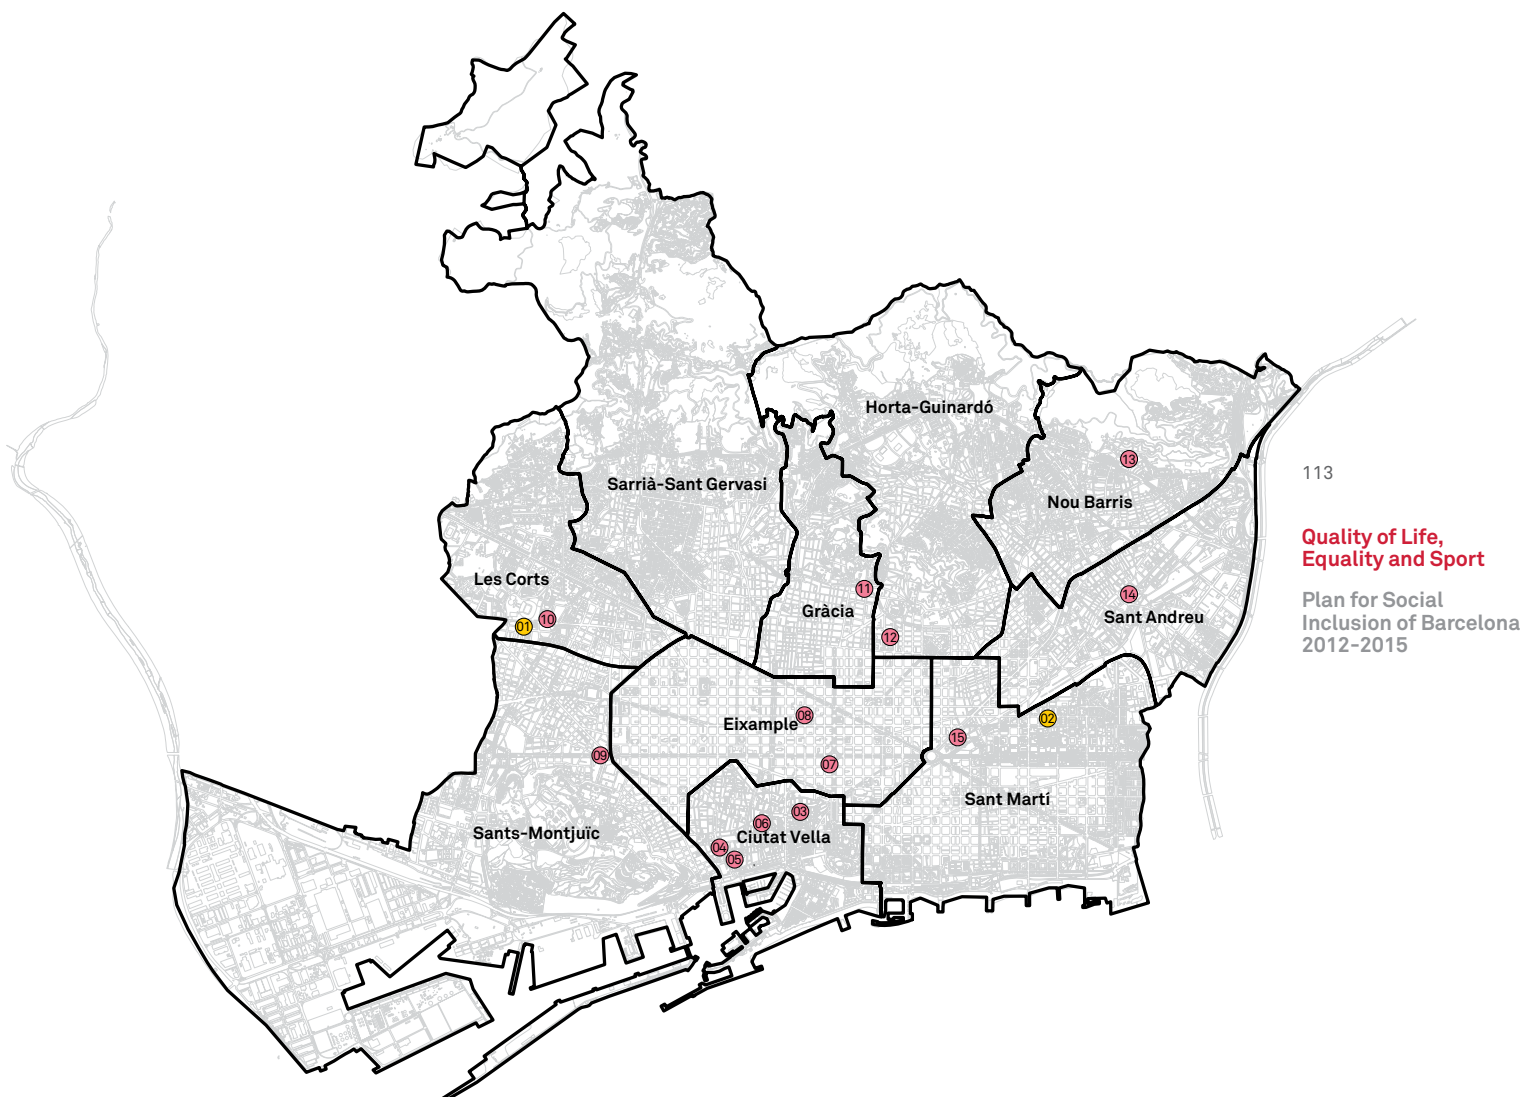 Horta-Guinardó
13
Sarrià-Sant Gervasi
Nou Barris
113
Quality of Life,
Equality and Sport
Les Corts
11
14
Plan for Social
Inclusion of Barcelona
2012-2015
Gràcia
Sant Andreu
01
10
12
08
02
Eixample
15
09
07
Sant Martí
03
06
Sants-Montjuïc
Ciutat Vella
04
05